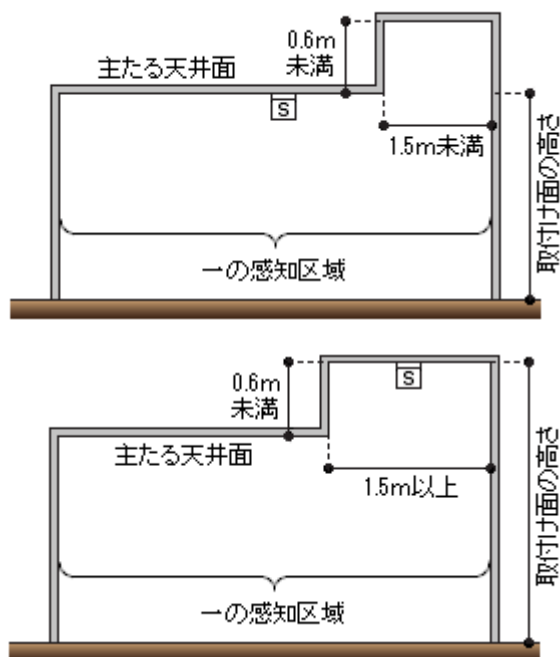 0.6m
未満
主たる天井面
S
1.5m未満
取付け面の高さ
一の感知区域
0.6m
未満
S
主たる天井面
1.5m以上
取付け面の高さ
一の感知区域